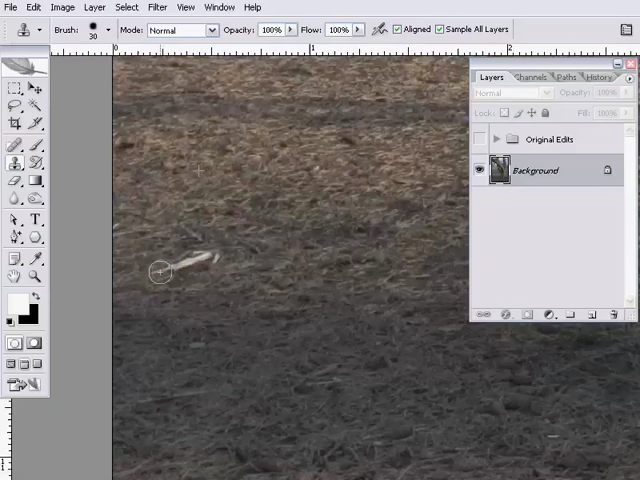 File Edit Image Layer Select Filter View Window Help
Brush: 30 Mode: Normal Opacity: 100% Flow: 100% Aligned Sample All Layers
0 1 2
Layers Channels Paths History
Normal Opacity: 100%
Lock: Fill: 100%
Original Edits
Background
T